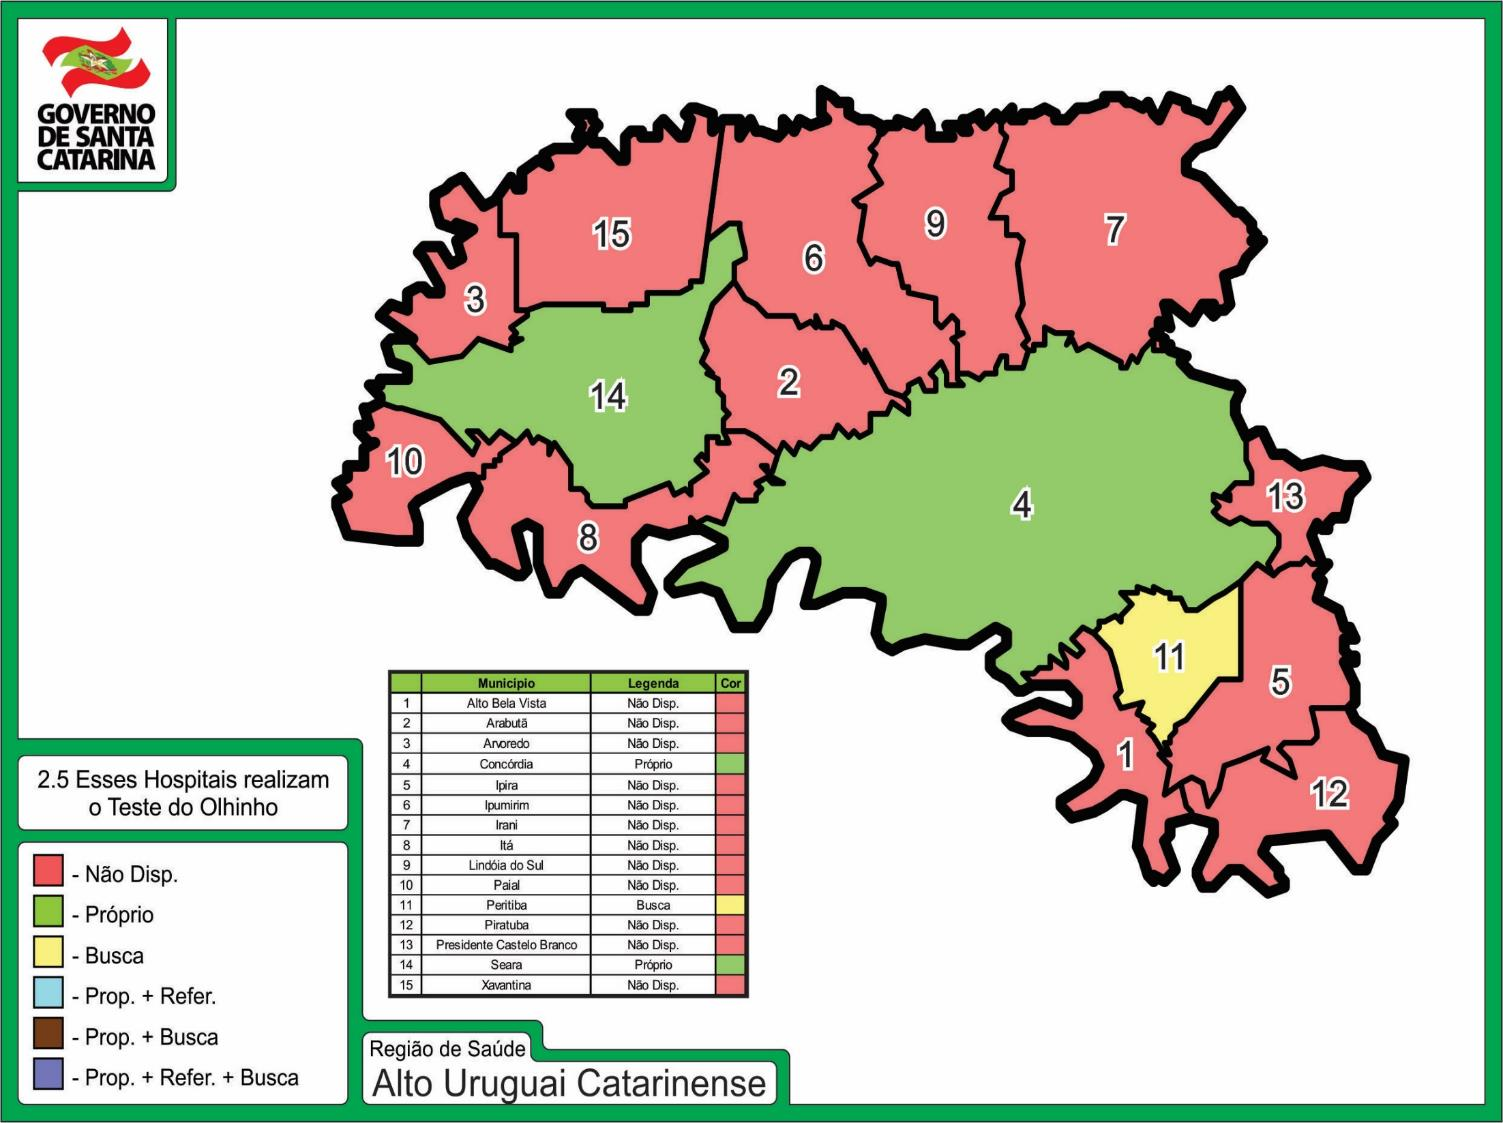 GOVERNO
DE SANTA
CATARINA
15
6
9
7
3
14
2
10
4
13
8
11
5
1
12
Município Legenda Cor
1 Alto Bela Vista Não Disp.
2 Arabutã Não Disp.
3 Arvoredo Não Disp.
4 Concórdia Próprio
5 Ipira Não Disp.
6 Ipumirim Não Disp.
7 Irani Não Disp.
8 Itá Não Disp.
9 Lindóia do Sul Não Disp.
10 Paial Não Disp.
11 Peritiba Busca
12 Piratuba Não Disp.
13 Presidente Castelo Branco Não Disp.
14 Seara Próprio
15 Xavantina Não Disp.
2.5 Esses Hospitais realizam
o Teste do Olhinho
- Não Disp.
- Próprio
- Busca
- Prop. + Refer.
- Prop. + Busca
- Prop. + Refer. + Busca
Região de Saúde
Alto Uruguai Catarinense